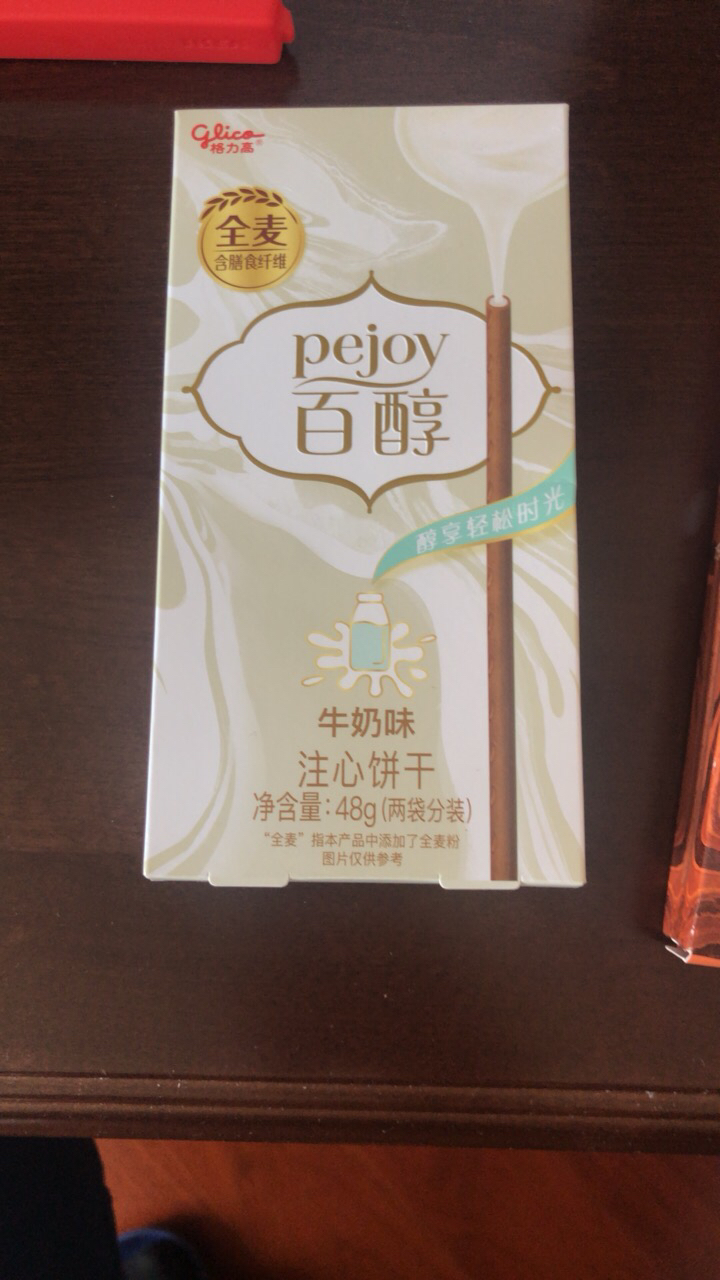 Glico
格力高®
全麦
含膳食纤维
pejoy
百醇
醇享轻松时光
牛奶味
注心饼干
净含量：48g(两袋分装)
“全麦”指本产品中添加了全麦粉
图片仅供参考